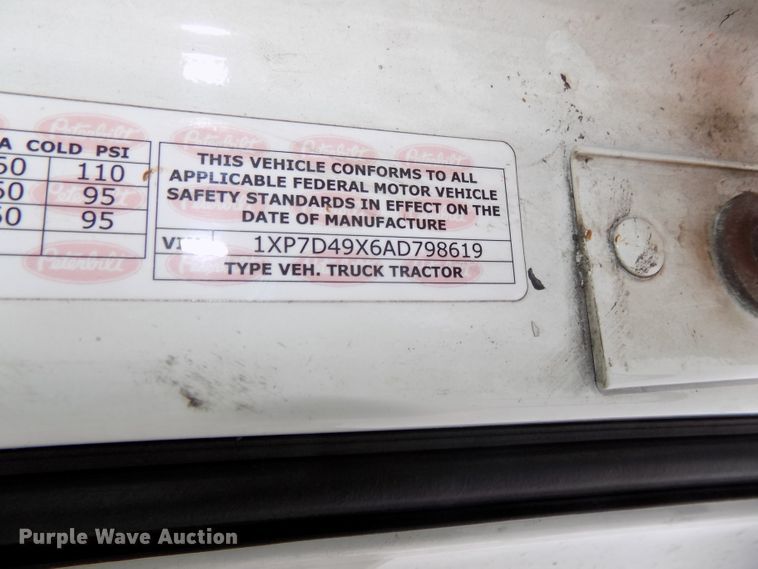 A COLD PSI
50 110
50 95
50 95
Peterbilt
THIS VEHICLE CONFORMS TO ALL
APPLICABLE FEDERAL MOTOR VEHICLE
SAFETY STANDARDS IN EFFECT ON THE
DATE OF MANUFACTURE
1XP7D49X6AD798619
TYPE VEH. TRUCK TRACTOR
Purple Wave Auction